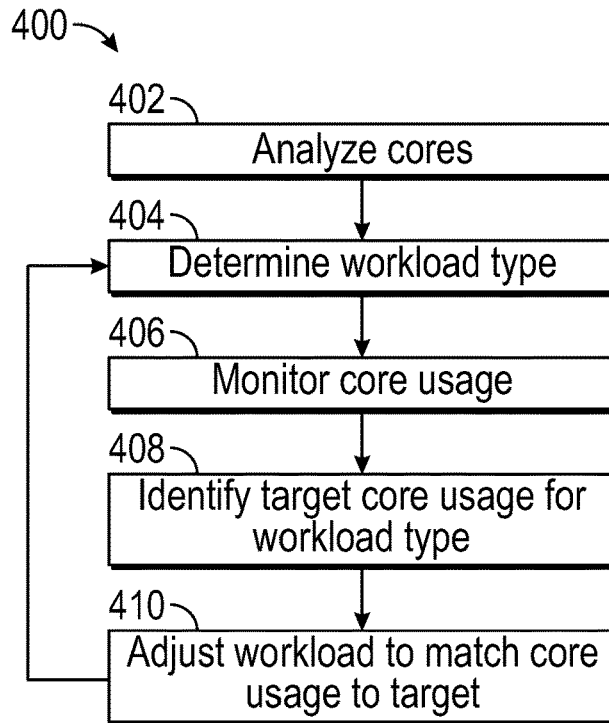 400
402
Analyze cores
404
Determine workload type
406
Monitor core usage
408
Identify target core usage for
workload type
410
Adjust workload to match core
usage to target